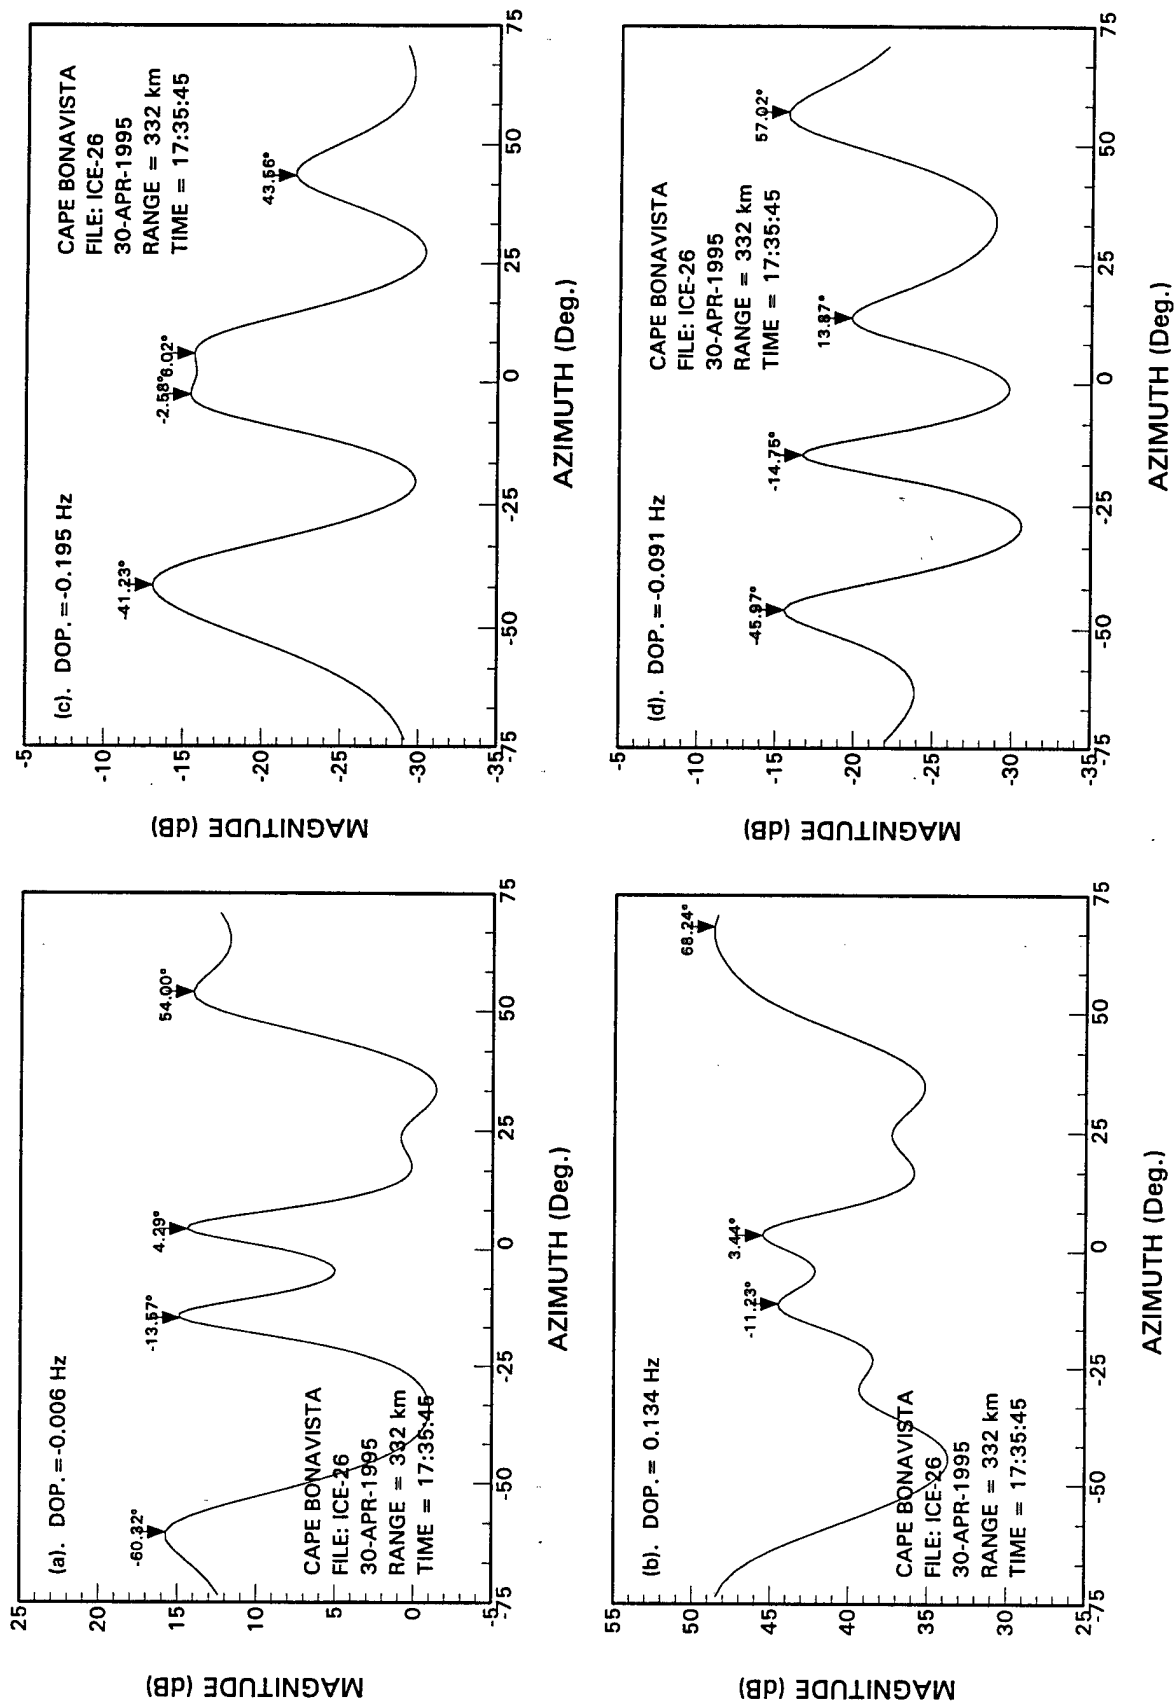 (a). DOP. =-0.006 Hz
-60.32°
-13.57°
4.29°
54.00°
CAPE BONAVISTA
FILE: ICE-26
30-APR-1995
RANGE = 332 km
TIME = 17:35:45
25
20
15
10
5
0
-5
-75
-50
-25
0
25
50
75
MAGNITUDE (dB)
AZIMUTH (Deg.)
(b). DOP. = 0.134 Hz
-11.23°
3.44°
68.24°
CAPE BONAVISTA
FILE: ICE-26
30-APR-1995
RANGE = 332 km
TIME = 17:35:45
55
50
45
40
35
30
25
-75
-50
-25
0
25
50
75
MAGNITUDE (dB)
AZIMUTH (Deg.)
(c). DOP. =-0.195 Hz
-41.23°
-2.58°
6.02°
43.56°
CAPE BONAVISTA
FILE: ICE-26
30-APR-1995
RANGE = 332 km
TIME = 17:35:45
-5
-10
-15
-20
-25
-30
-35
-75
-50
-25
0
25
50
75
MAGNITUDE (dB)
AZIMUTH (Deg.)
(d). DOP. =-0.091 Hz
-45.97°
-14.75°
13.87°
57.02°
CAPE BONAVISTA
FILE: ICE-26
30-APR-1995
RANGE = 332 km
TIME = 17:35:45
-5
-10
-15
-20
-25
-30
-35
-75
-50
-25
0
25
50
75
MAGNITUDE (dB)
AZIMUTH (Deg.)